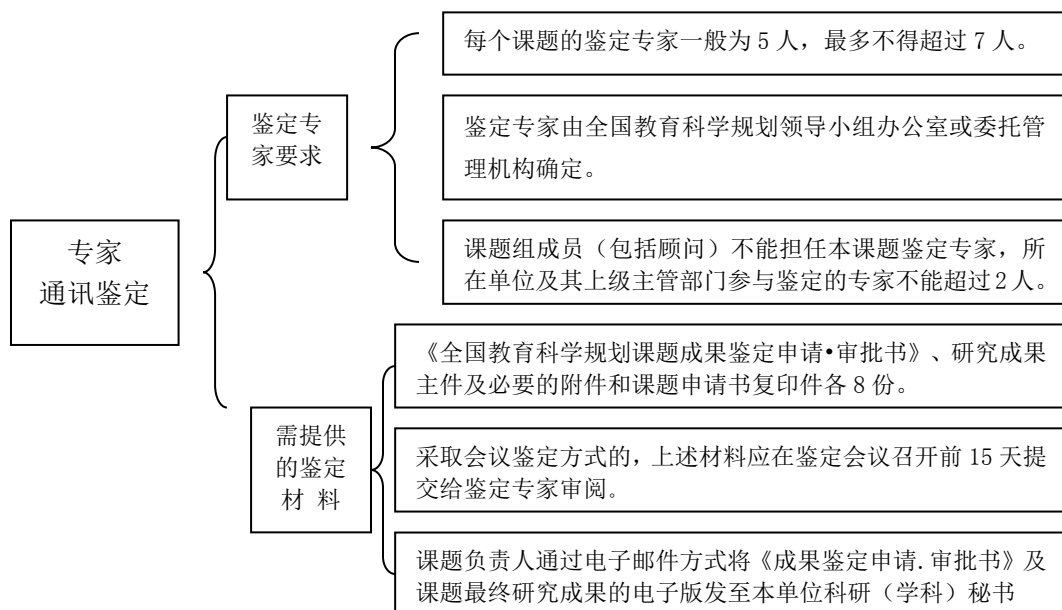 专家
通讯鉴定
鉴定专
家要求
每个课题的鉴定专家一般为 5 人，最多不得超过 7 人。
鉴定专家由全国教育科学规划领导小组办公室或委托管
理机构确定。
课题组成员（包括顾问）不能担任本课题鉴定专家，所
在单位及其上级主管部门参与鉴定的专家不能超过 2 人。
需提供
的鉴定
材 料
《全国教育科学规划课题成果鉴定申请•审批书》、研究成果
主件及必要的附件和课题申请书复印件各 8 份。
采取会议鉴定方式的，上述材料应在鉴定会议召开前 15 天提
交给鉴定专家审阅。
课题负责人通过电子邮件方式将《成果鉴定申请.审批书》及
课题最终研究成果的电子版发至本单位科研（学科）秘书